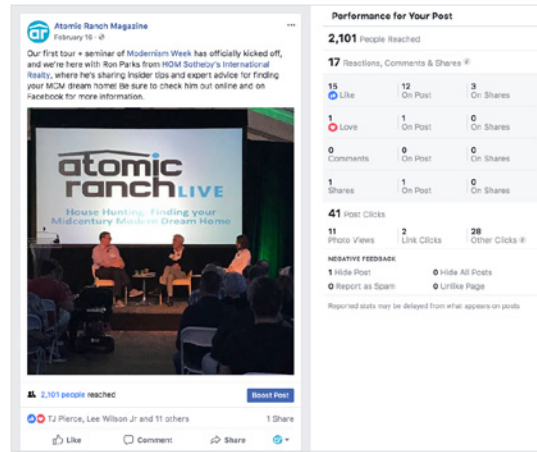 Atomic Ranch Magazine
February 16
Our first tour + seminar of Modernism Week has officially kicked off,
and we're here with Ron Parks from HOM Sotheby's International
Realty, where he's sharing insider tips and expert advice for finding
your MCM dream home! Be sure to check him out online and on
Facebook for more information.
atomic
ranch LIVE
House Hunting: Finding your
Midcentury Modern Dream Home
2,101 people reached
Boost Post
TJ Pierce, Lee Wilson Jr and 11 others
1 Share
Like
Comment
Share
Performance for Your Post
2,101 People Reached
17 Reactions, Comments & Shares
15 12 3
Like On Post On Shares
1 1 0
Love On Post On Shares
0 0 0
Comments On Post On Shares
1 1 0
Shares On Post On Shares
41 Post Clicks
11 2 28
Photo Views Link Clicks Other Clicks
NEGATIVE FEEDBACK
1 Hide Post 0 Hide All Posts
0 Report as Spam 0 Unlike Page
Reported stats may be delayed from what appears on posts